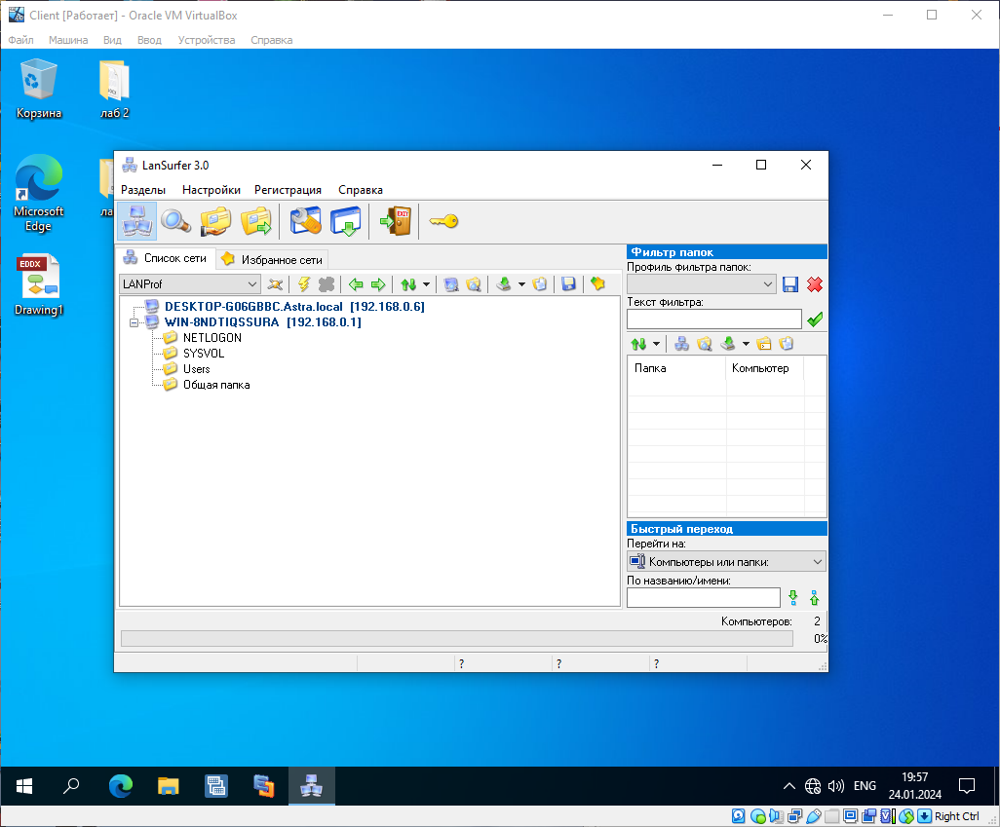 Client [Работает] - Oracle VM VirtualBox
Файл Машина Вид Ввод Устройства Справка
Корзина
лаб 2
Microsoft Edge
EDDX
Drawing1
LanSurfer 3.0
Разделы Настройки Регистрация Справка
EXIT
Список сети Избранное сети
LANProf
DESKTOP-G06GBBC.Astra.local [192.168.0.6]
WIN-8NDTIQSSURA [192.168.0.1]
NETLOGON
SYSVOL
Users
Общая папка
Фильтр папок
Профиль фильтра папок:
Текст фильтра:
Папка Компьютер
Быстрый переход
Перейти на:
Компьютеры или папки:
По названию/имени:
Компьютеров: 2
0%
? ? ?
ENG
19:57
24.01.2024
Right Ctrl